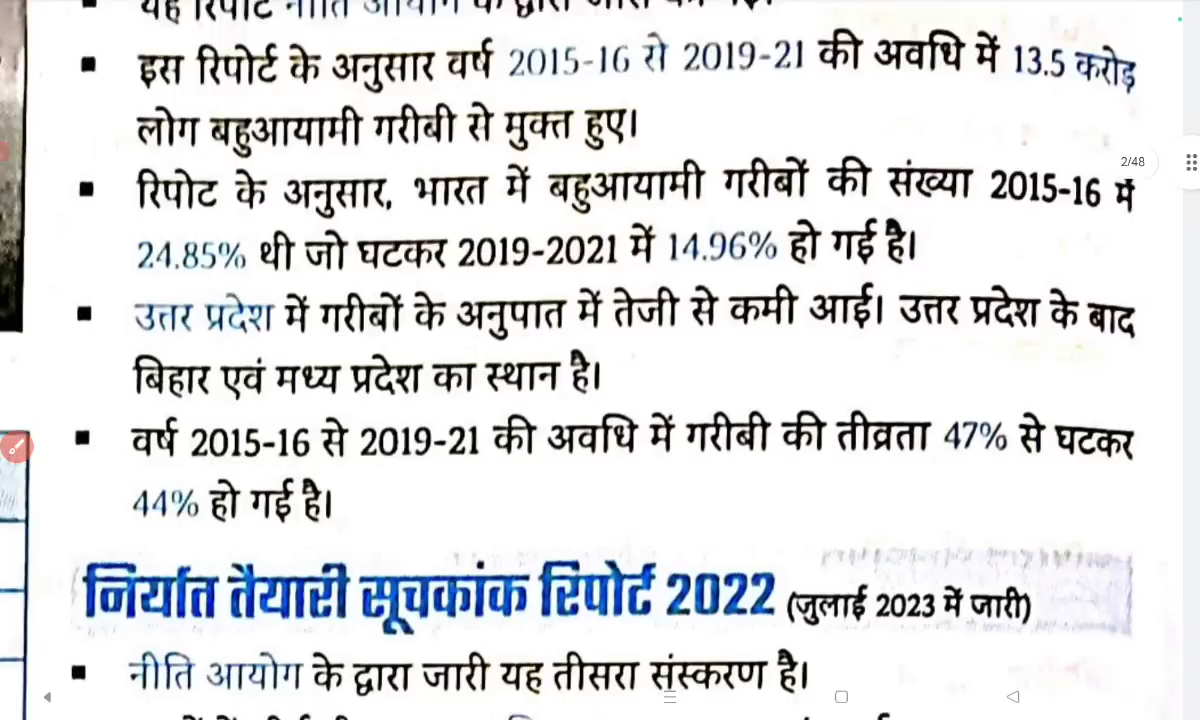 यह रिपोर्ट नीति आयोग के द्वारा जारी
इस रिपोर्ट के अनुसार वर्ष 2015-16 से 2019-21 की अवधि में 13.5 करोड़
लोग बहुआयामी गरीबी से मुक्त हुए।
2/48
रिपोट के अनुसार, भारत में बहुआयामी गरीबों की संख्या 2015-16 में
24.85% थी जो घटकर 2019-2021 में 14.96% हो गई है।
उत्तर प्रदेश में गरीबों के अनुपात में तेजी से कमी आई। उत्तर प्रदेश के बाद
बिहार एवं मध्य प्रदेश का स्थान है।
वर्ष 2015-16 से 2019-21 की अवधि में गरीबी की तीव्रता 47% से घटकर
44% हो गई है।
निर्यात तैयारी सूचकांक रिपोर्ट 2022 (जुलाई 2023 में जारी)
नीति आयोग के द्वारा जारी यह तीसरा संस्करण है।